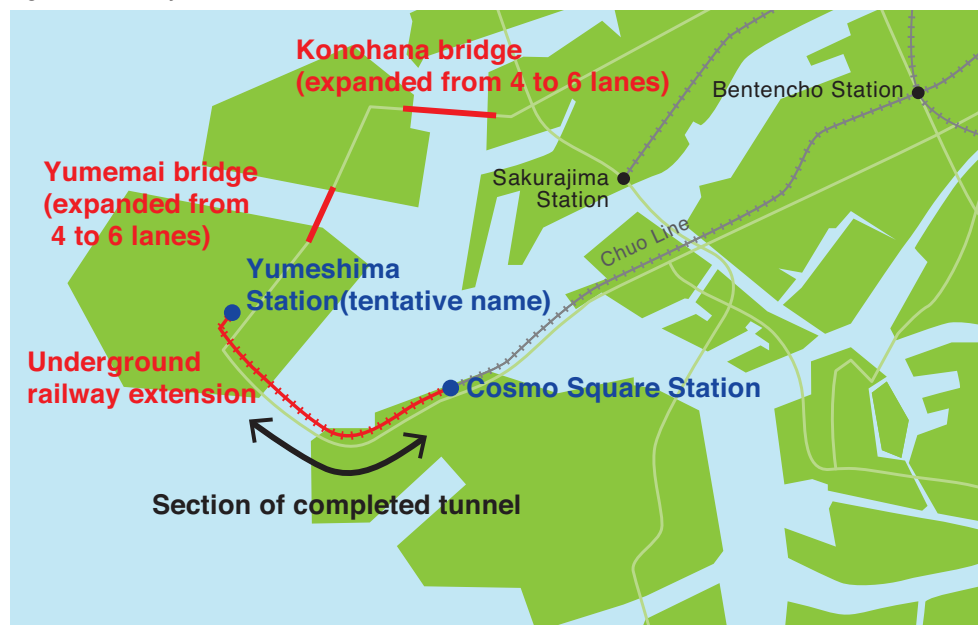 Konohana bridge
(expanded from 4 to 6 lanes)
Bentencho Station
Yumemai bridge
(expanded from
4 to 6 lanes)
Sakurajima
Station
Chuo Line
Yumeshima
Station(tentative name)
Underground
railway extension
Cosmo Square Station
Section of completed tunnel